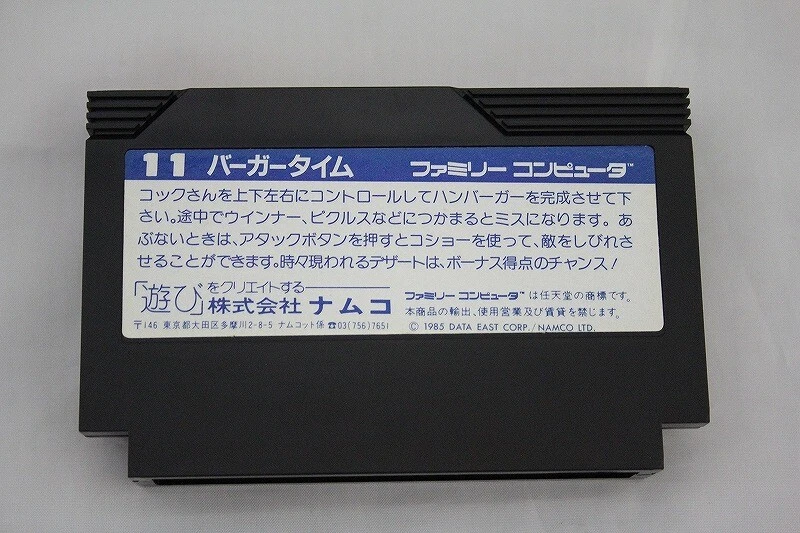 11 バーガータイム ファミリー コンピュータ™
コックさんを上下左右にコントロールしてハンバーガーを完成させて下
さい。途中でウインナー、ピクルスなどにつかまるとミスになります。あ
ぶないときは、アタックボタンを押すとコショーを使って、敵をしびれさ
せることができます。時々現われるデザートは、ボーナス得点のチャンス!
「遊び」をクリエイトする
株式会社 ナムコ
〒146 東京都大田区多摩川2-8-5 ナムコット係 ☎03(756)7651
ファミリー コンピュータ™は任天堂の商標です。
本商品の輸出、使用営業及び賃貸を禁じます。
© 1985 DATA EAST CORP./NAMCO LTD.